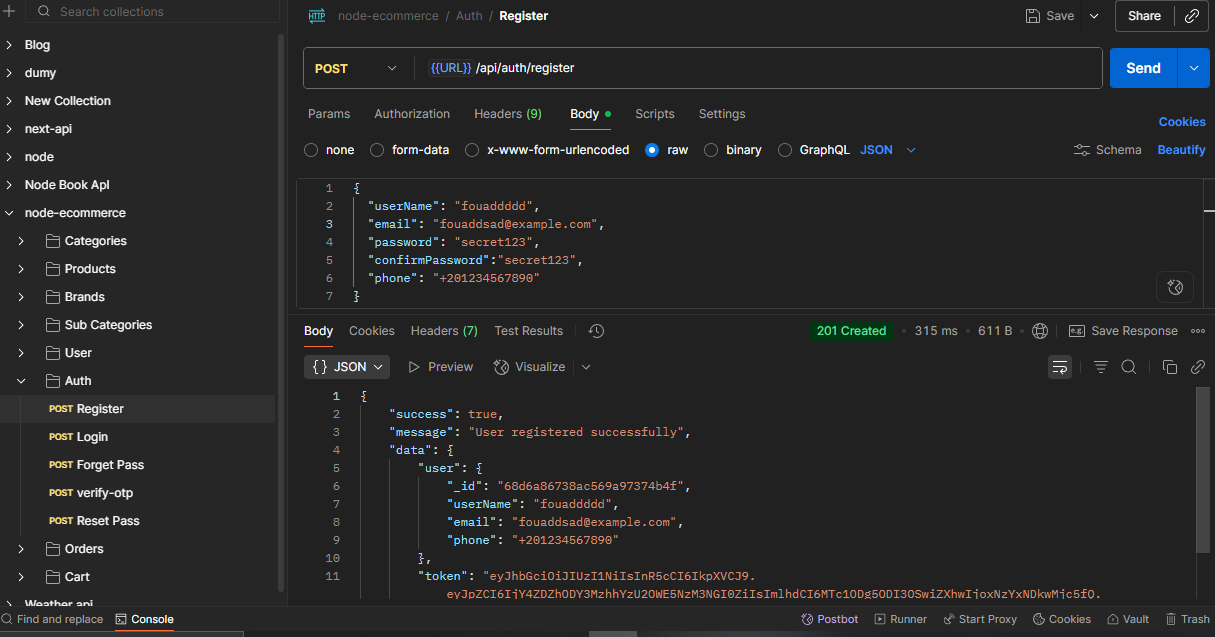 Search collections
Blog
dumy
New Collection
next-api
node
Node Book ApI
node-ecommerce
Categories
Products
Brands
Sub Categories
User
Auth
POST Register
POST Login
POST Forget Pass
POST verify-otp
POST Reset Pass
Orders
Cart
Weather api
HTTP node-ecommerce / Auth / Register
Save
Share
POST
{{URL}} /api/auth/register
Send
Params Authorization Headers (9) Body Scripts Settings
Cookies
none form-data x-www-form-urlencoded raw binary GraphQL JSON
Schema Beautify
1 {
2 "userName": "fouaddddd",
3 "email": "fouaddsad@example.com",
4 "password": "secret123",
5 "confirmPassword":"secret123",
6 "phone": "+201234567890"
7 }
Body Cookies Headers (7) Test Results
201 Created • 315 ms • 611 B
e.g. Save Response
{} JSON Preview Visualize
1 {
2 "success": true,
3 "message": "User registered successfully",
4 "data": {
5 "user": {
6 "_id": "68d6a86738ac569a97374b4f",
7 "userName": "fouaddddd",
8 "email": "fouaddsad@example.com",
9 "phone": "+201234567890"
10 },
11 "token": "eyJhbGciOiJIUzI1NiIsInR5cCI6IkpXVCJ9.
Find and replace Console
Postbot Runner Start Proxy Cookies Vault Trash